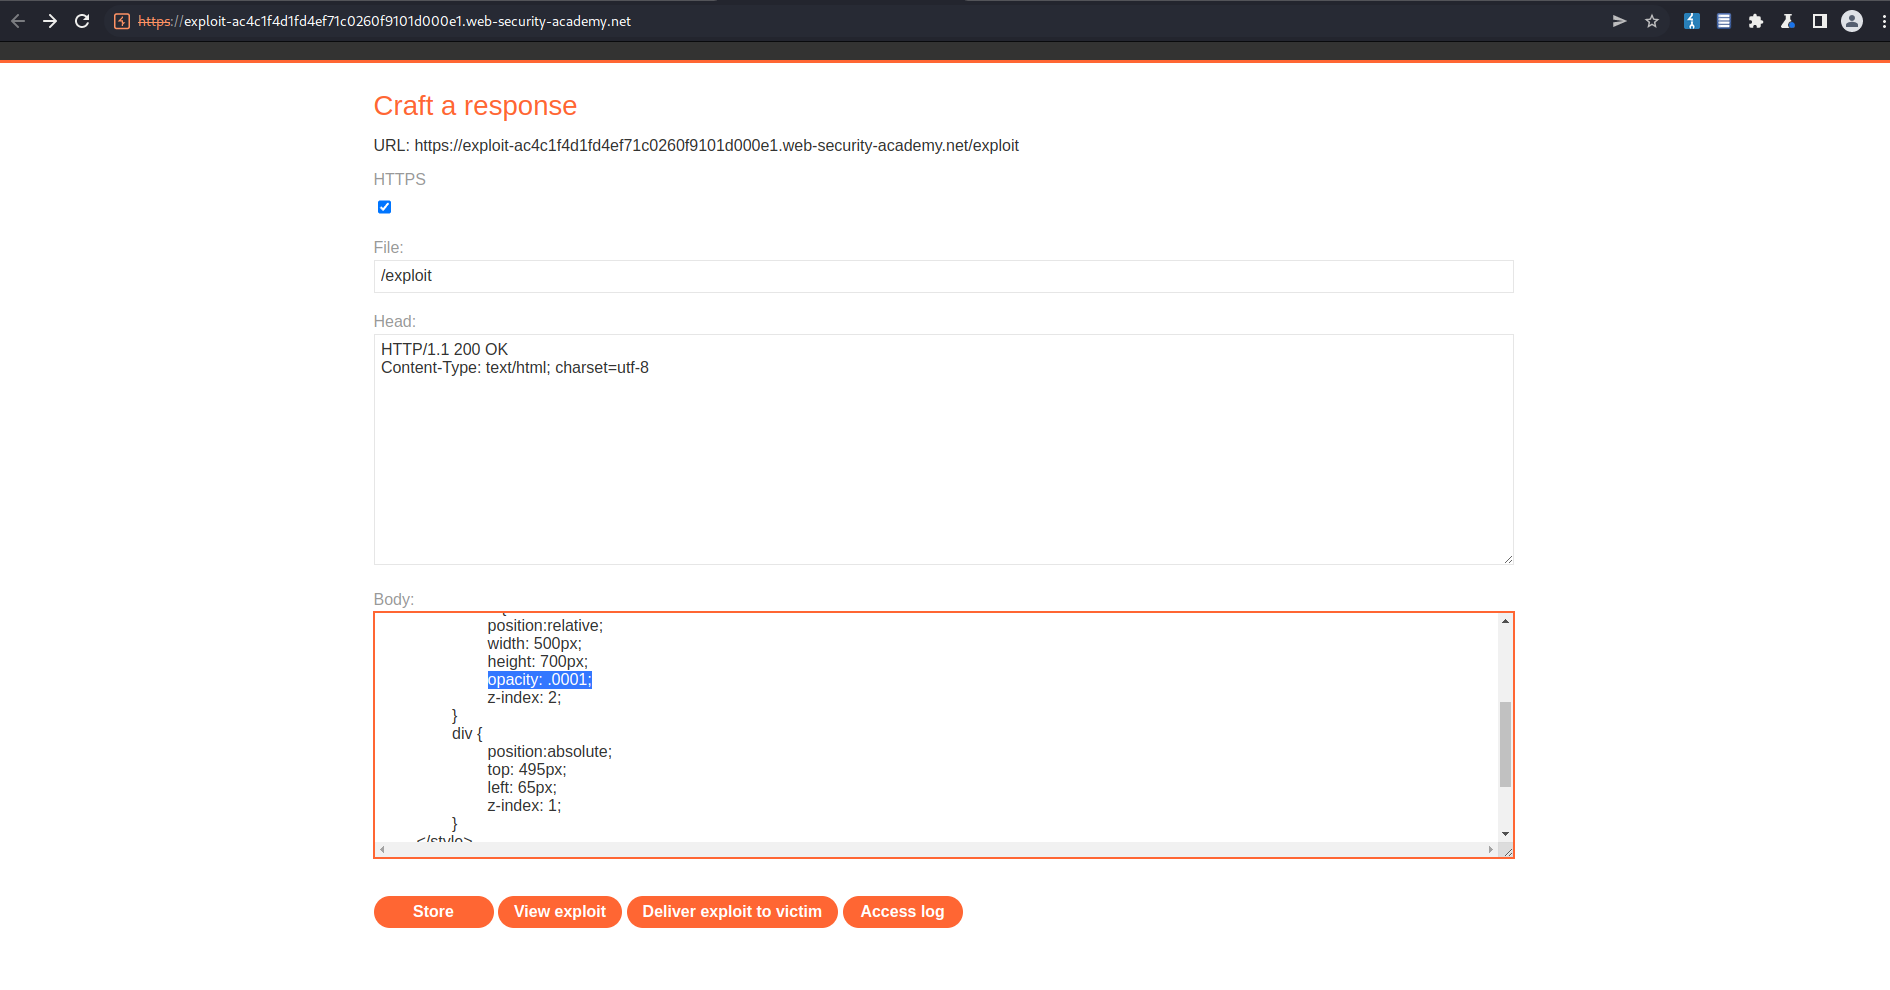 https://exploit-ac4c1f4d1fd4ef71c0260f9101d000e1.web-security-academy.net
Craft a response
URL: https://exploit-ac4c1f4d1fd4ef71c0260f9101d000e1.web-security-academy.net/exploit
HTTPS
File:
/exploit
Head:
HTTP/1.1 200 OK
Content-Type: text/html; charset=utf-8
Body:
{
position:relative;
width: 500px;
height: 700px;
opacity: .0001;
z-index: 2;
}
div {
position:absolute;
top: 495px;
left: 65px;
z-index: 1;
}
</style>
Store View exploit Deliver exploit to victim Access log